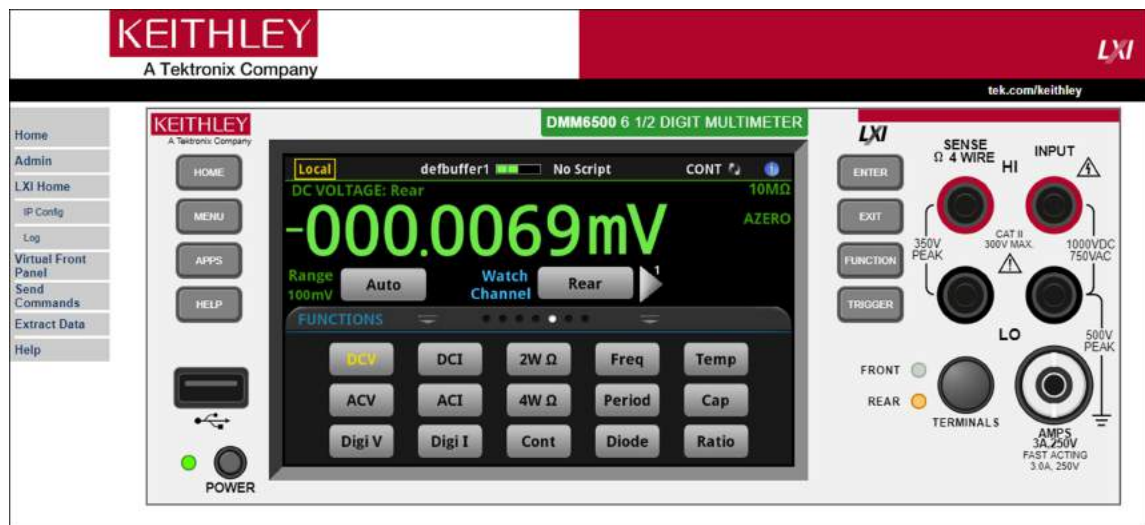 KEITHLEY
A Tektronix Company
LXI
tek.com/keithley
Home
Admin
LXI Home
IP Config
Log
Virtual Front
Panel
Send
Commands
Extract Data
Help
KEITHLEY
A Tektronix Company
DMM6500 6 1/2 DIGIT MULTIMETER
LXI
HOME
MENU
APPS
HELP
POWER
Local defbuffer1 No Script CONT i
DC VOLTAGE: Rear 10MΩ
-000.0069mV AZERO
Range Auto Watch Rear 1
100mV Channel
FUNCTIONS
DCV DCI 2W Ω Freq Temp
ACV ACI 4W Ω Period Cap
Digi V Digi I Cont Diode Ratio
ENTER
EXIT
FUNCTION
TRIGGER
SENSE
Ω 4 WIRE HI INPUT
350V
PEAK
CAT II
300V MAX.
1000VDC
750VAC
LO
500V
PEAK
FRONT
REAR
TERMINALS
AMPS
3A,250V
FAST ACTING
3.0A, 250V